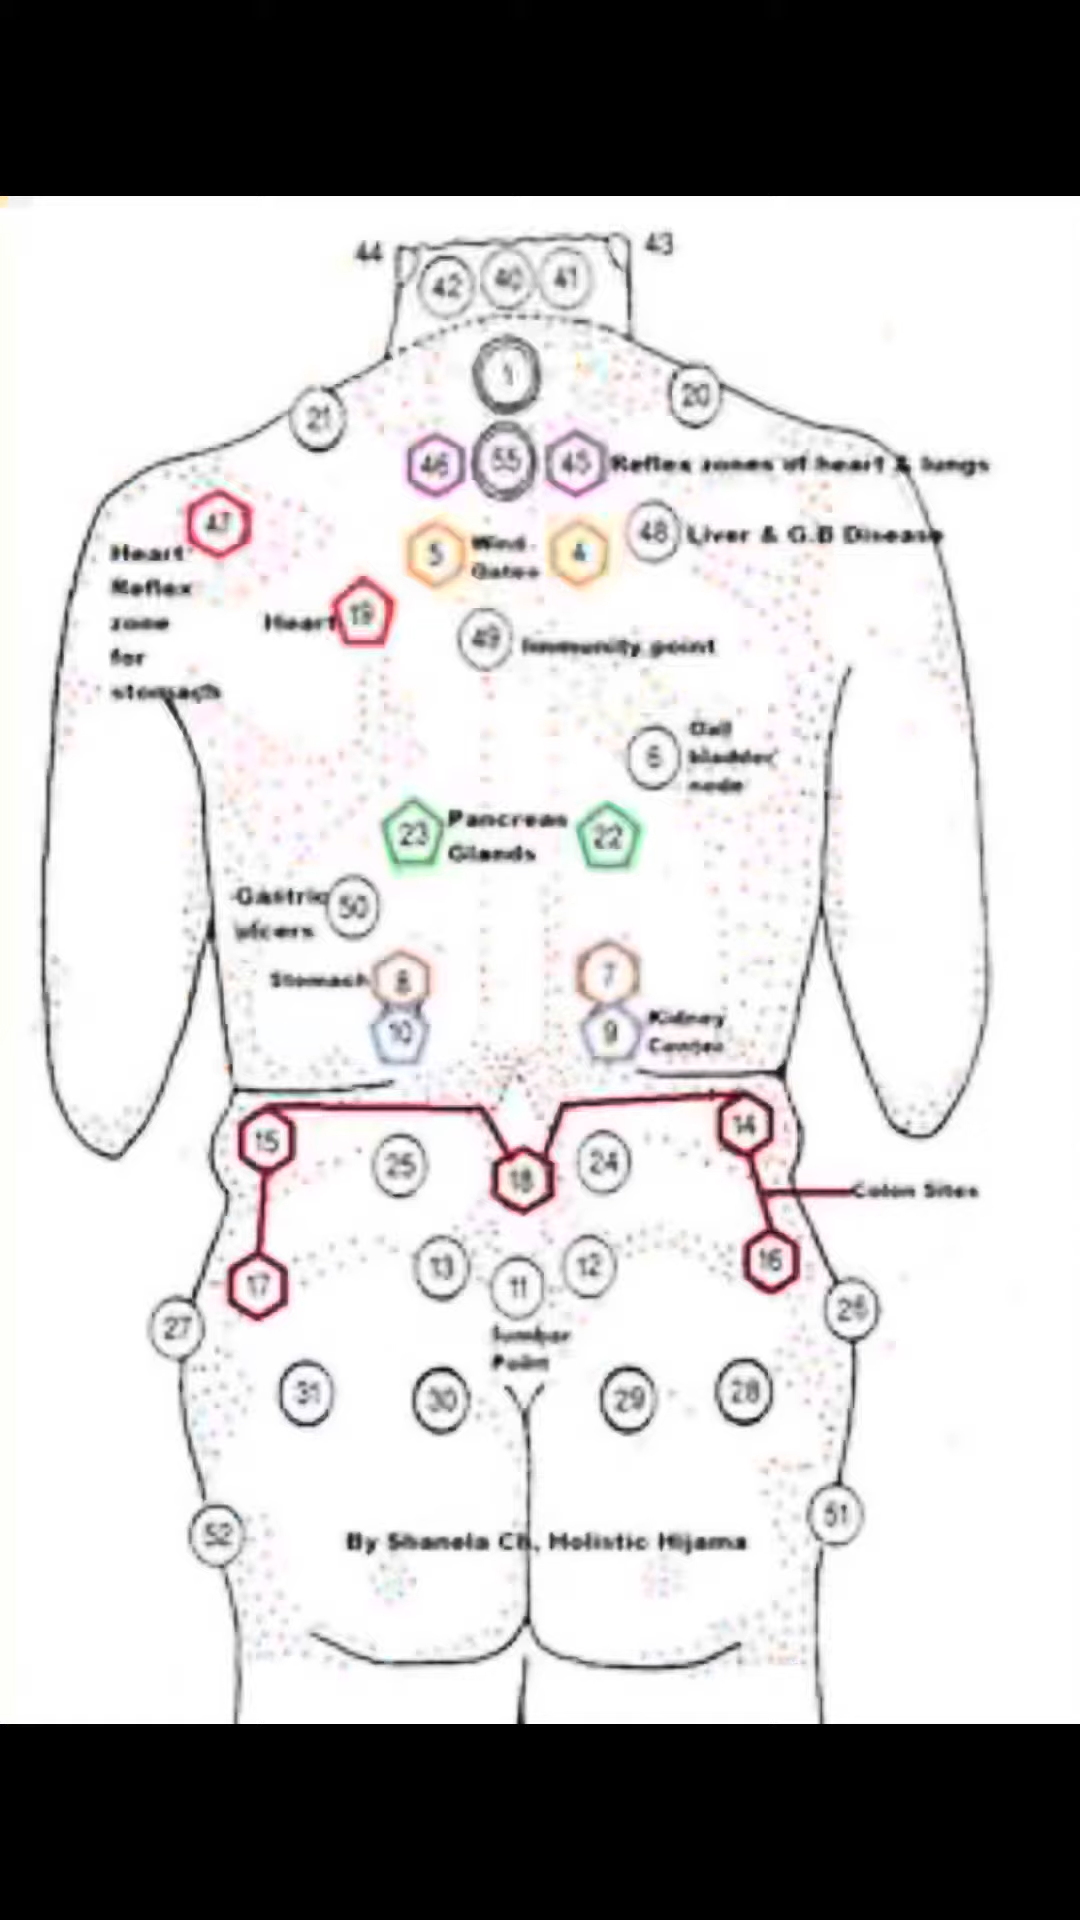 44 43
42 40 41
1
21 20
46 55 45 Reflex zones of heart & lungs
47 5 Wind 4 48 Liver & G.B Disease
Gates
Heart
Reflex
zone
for
stomach
Heart 19
49 Immunity point
6 Gall
bladder
node
23 Pancreas 22
Glands
Gastric 50
ulcers
Stomach 8 7
10 9 Kidney
Center
15 14
25 18 24
Colon Sites
13 11 12
17 16
27 26
lumbar
Point
31 30 29 28
52 51
By Shanela Ch, Holistic Hijama